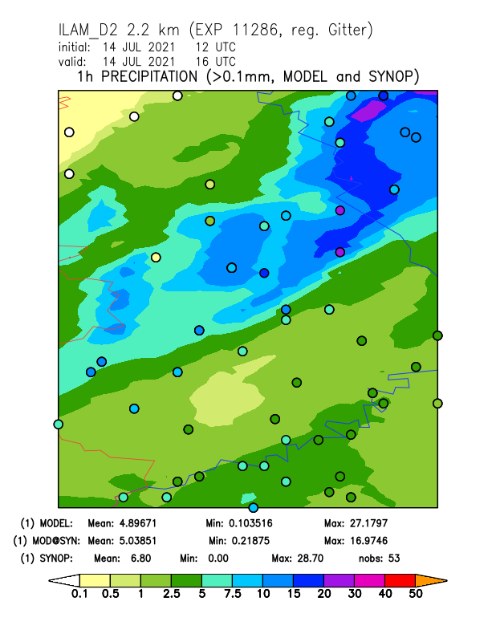 ILAM_D2 2.2 km (EXP 11286, reg. Gitter)
initial: 14 JUL 2021 12 UTC
valid: 14 JUL 2021 16 UTC
1h PRECIPITATION (>0.1mm, MODEL and SYNOP)
(1) MODEL: Mean: 4.89671 Min: 0.103516 Max: 27.1797
(1) MOD@SYN: Mean: 5.03851 Min: 0.21875 Max: 16.9746
(1) SYNOP: Mean: 6.80 Min: 0.00 Max: 28.70 nobs: 53
0.1 0.5 1 2.5 5 7.5 10 15 20 30 40 50